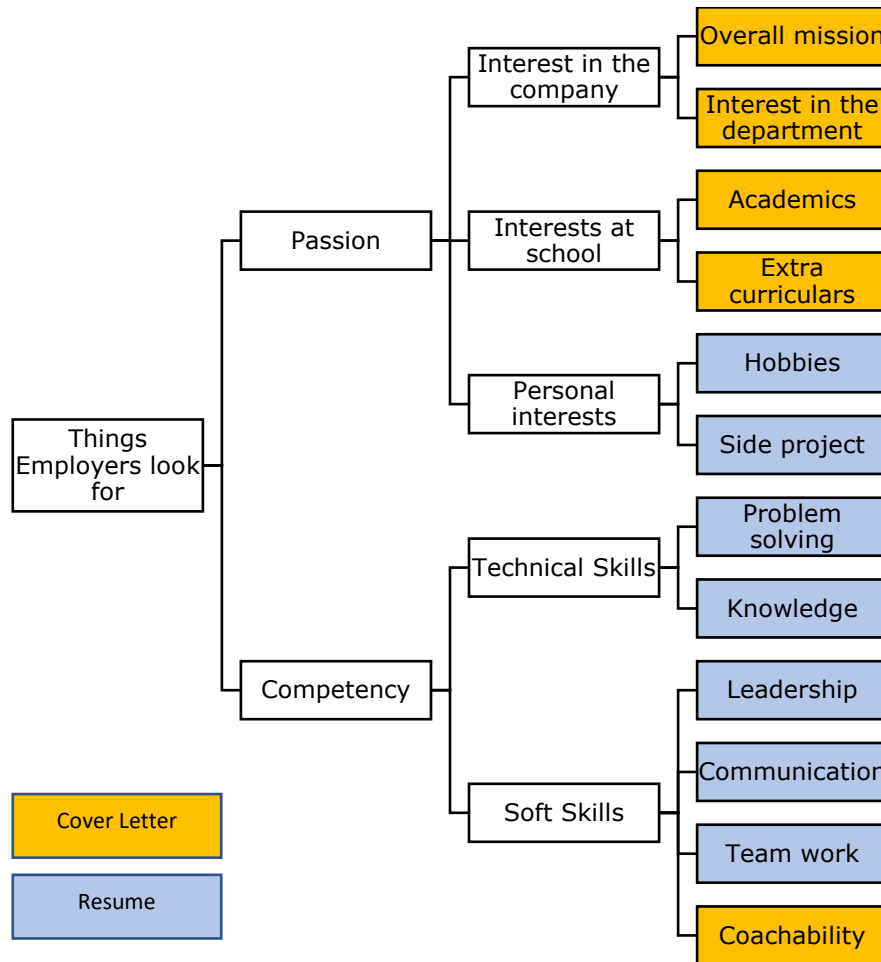 Overall mission
Interest in the
company
Interest in the
department
Academics
Passion
Interests at
school
Extra
curriculars
Hobbies
Personal
interests
Things
Employers look
for
Side project
Problem
solving
Technical Skills
Knowledge
Competency
Leadership
Communication
Cover Letter
Soft Skills
Team work
Resume
Coachability